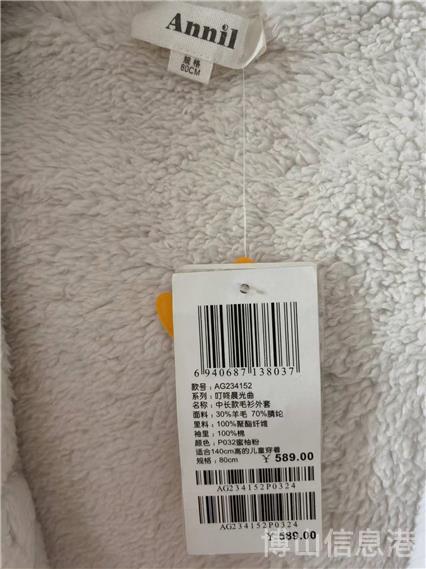 Annil
规格
80CM
6 940687 138037
款号：AG234152
系列：叮咚晨光曲
名称：中长款毛衫外套
面料：30%羊毛 70%腈纶
里料：100%聚酯纤维
袖里：100%棉
颜色：P032蜜柚粉
适合140cm高的儿童穿着
规格：80cm
¥ 589.00
AG234152P0324
AG234152P0324
¥ 589.00
博山信息港